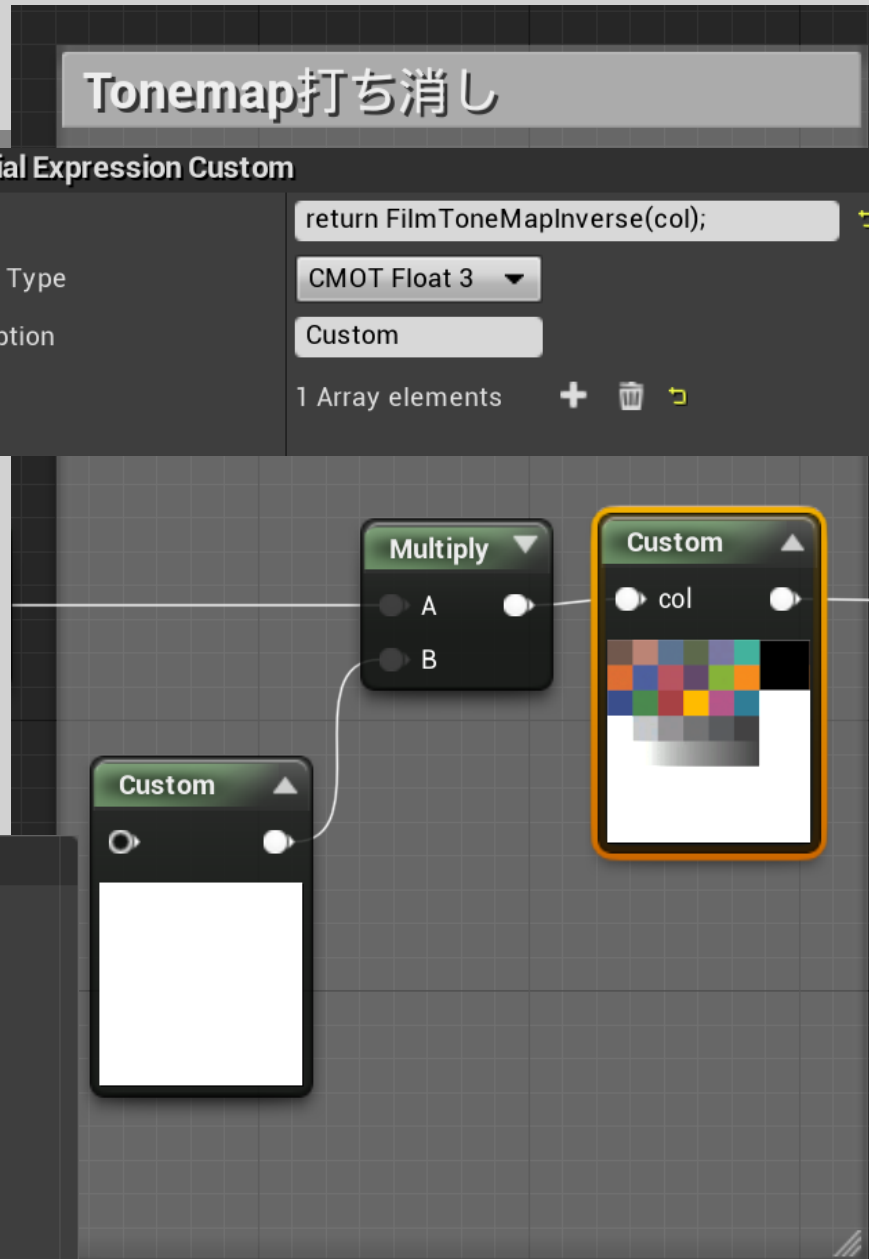 Tonemap打ち消し
ial Expression Custom
return FilmToneMapInverse(col);
Type
CMOT Float 3
ption
Custom
1 Array elements
Multiply
A
B
Custom
col
Custom